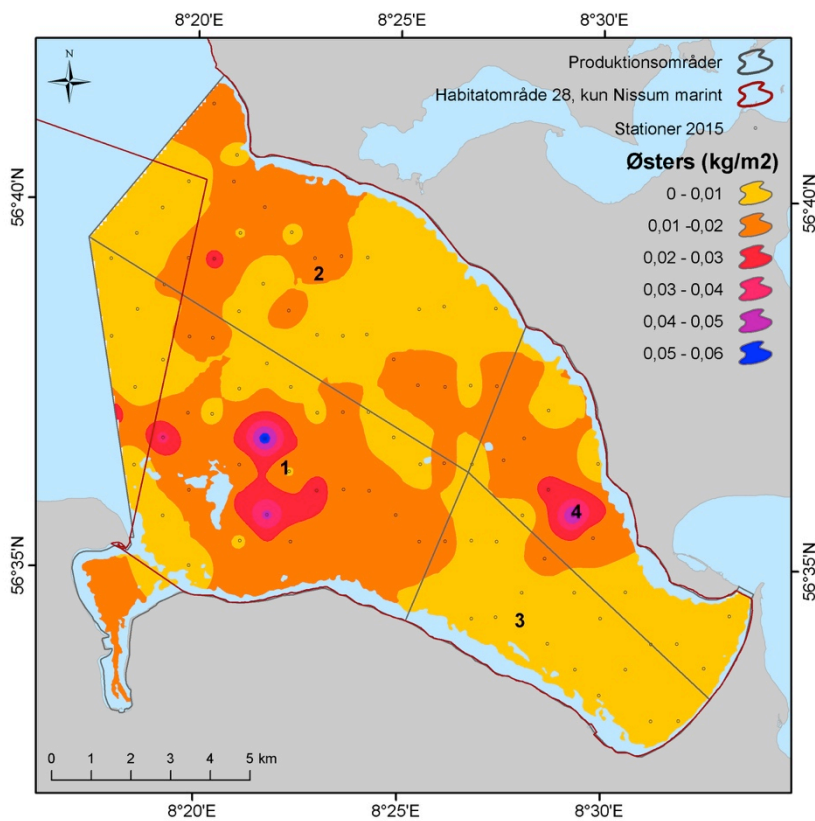 8°20'E 8°25'E 8°30'E
N
Produktionsområder
Habitatområde 28, kun Nissum marint
Stationer 2015
Østers (kg/m2)
0 - 0,01
0,01 -0,02
0,02 - 0,03
0,03 - 0,04
0,04 - 0,05
0,05 - 0,06
56°40'N 56°40'N
2
1
4
3
56°35'N 56°35'N
0 1 2 3 4 5 km
8°20'E 8°25'E 8°30'E